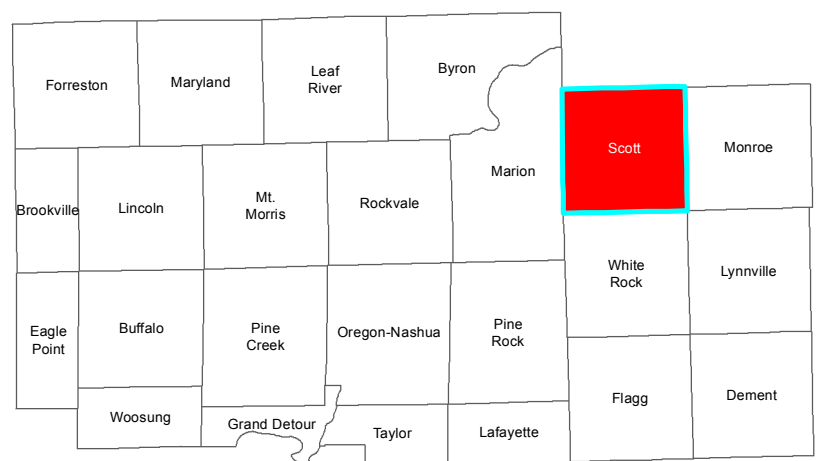 Forreston
Maryland
Leaf
River
Byron
Scott
Monroe
Brookville
Lincoln
Mt.
Morris
Rockvale
Marion
White
Rock
Lynnville
Eagle
Point
Buffalo
Pine
Creek
Oregon-Nashua
Pine
Rock
Woosung
Grand Detour
Taylor
Lafayette
Flagg
Dement